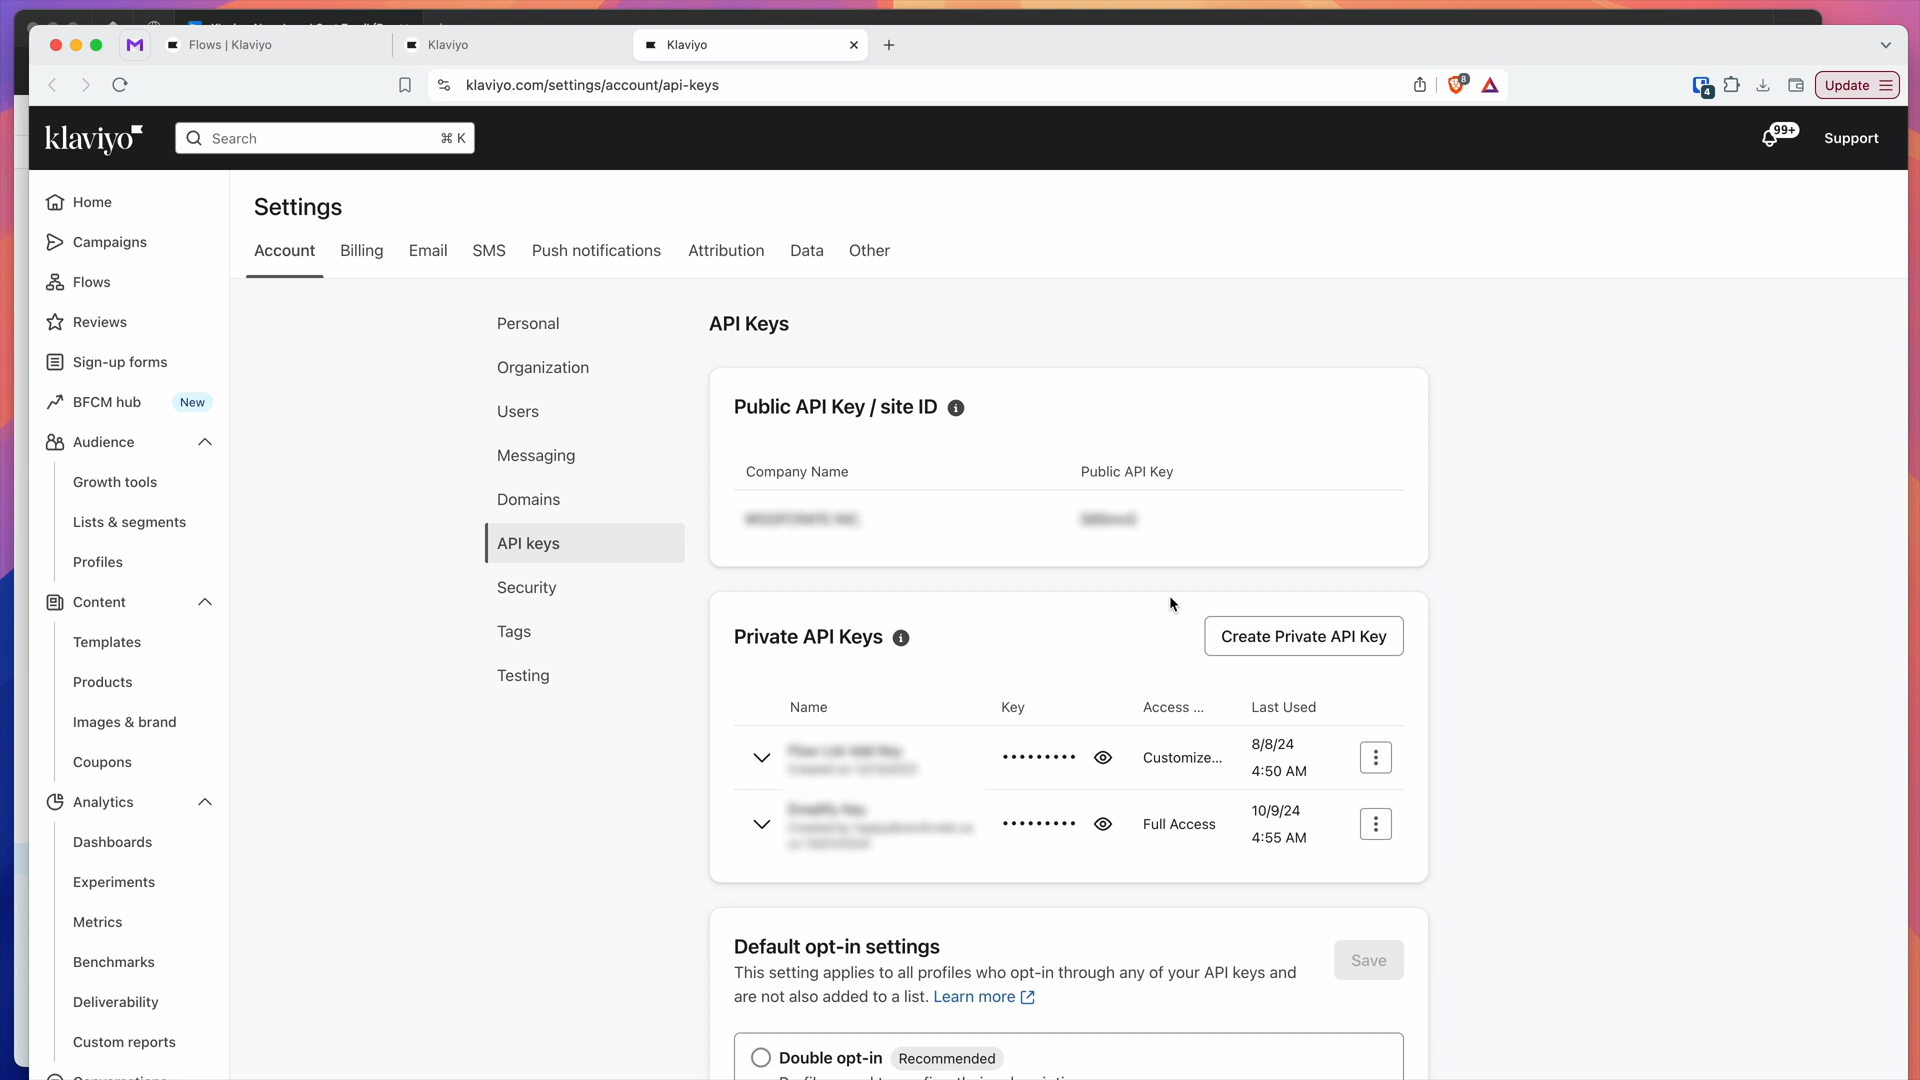 Flows | Klaviyo
Klaviyo
Klaviyo
klaviyo.com/settings/account/api-keys
8
4
Update
klaviyo
Search
⌘ K
99+
Support
Home
Campaigns
Flows
Reviews
Sign-up forms
BFCM hub
New
Audience
Growth tools
Lists & segments
Profiles
Content
Templates
Products
Images & brand
Coupons
Analytics
Dashboards
Experiments
Metrics
Benchmarks
Deliverability
Custom reports
Settings
Account
Billing
Email
SMS
Push notifications
Attribution
Data
Other
Personal
Organization
Users
Messaging
Domains
API keys
Security
Tags
Testing
API Keys
Public API Key / site ID
Company Name
Public API Key
Private API Keys
Create Private API Key
Name
Key
Access ...
Last Used
•••••••••
Customize...
8/8/24
4:50 AM
•••••••••
Full Access
10/9/24
4:55 AM
Default opt-in settings
Save
This setting applies to all profiles who opt-in through any of your API keys and
are not also added to a list. Learn more
Double opt-in
Recommended